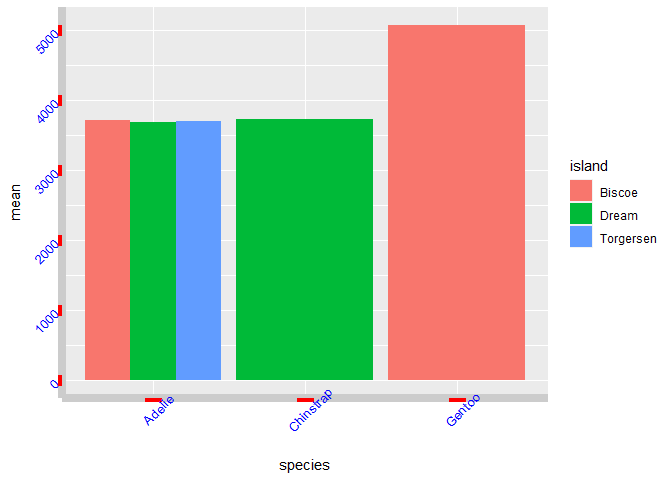 5000
4000
3000
2000
1000
0
mean
Adelie
Chinstrap
Gentoo
species
island
Biscoe
Dream
Torgersen